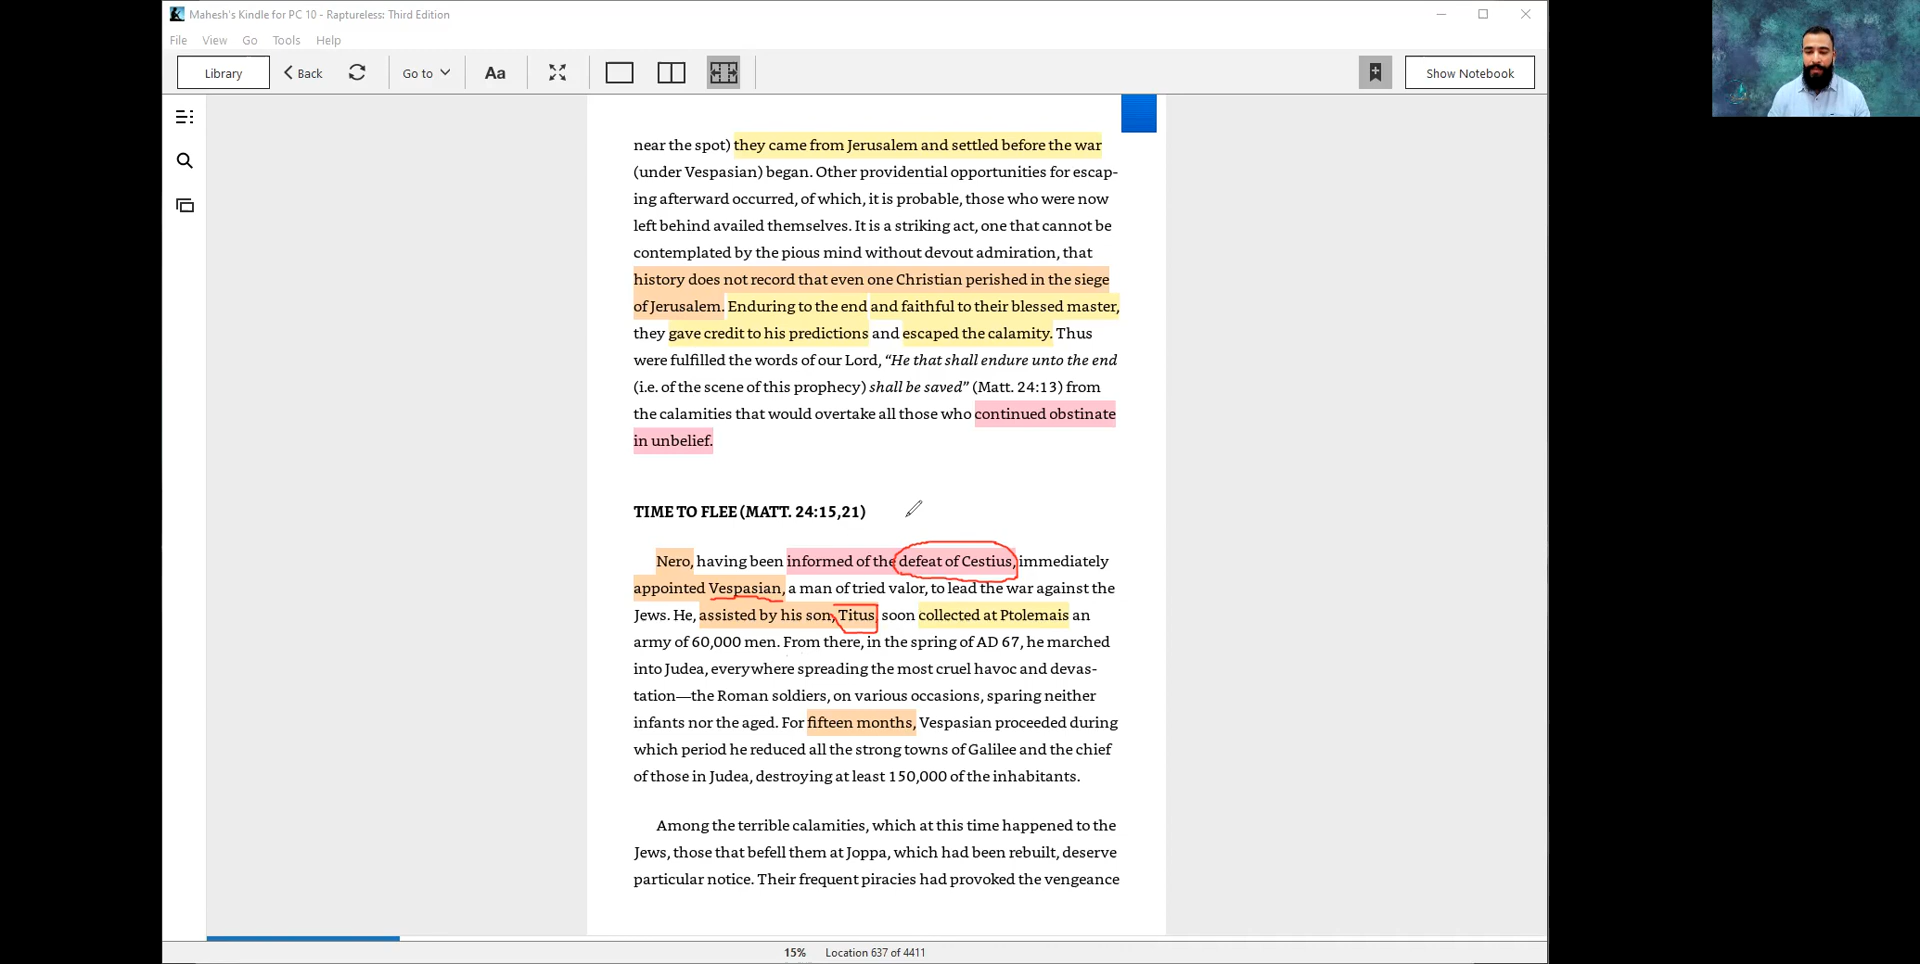 Mahesh's Kindle for PC 10 - Raptureless: Third Edition
File View Go Tools Help
Library Back Go to Aa Show Notebook
near the spot) they came from Jerusalem and settled before the war
(under Vespasian) began. Other providential opportunities for escap-
ing afterward occurred, of which, it is probable, those who were now
left behind availed themselves. It is a striking act, one that cannot be
contemplated by the pious mind without devout admiration, that
history does not record that even one Christian perished in the siege
of Jerusalem. Enduring to the end and faithful to their blessed master,
they gave credit to his predictions and escaped the calamity. Thus
were fulfilled the words of our Lord, “He that shall endure unto the end
(i.e. of the scene of this prophecy) shall be saved” (Matt. 24:13) from
the calamities that would overtake all those who continued obstinate
in unbelief.
TIME TO FLEE (MATT. 24:15,21)
Nero, having been informed of the defeat of Cestius, immediately
appointed Vespasian, a man of tried valor, to lead the war against the
Jews. He, assisted by his son, Titus, soon collected at Ptolemais an
army of 60,000 men. From there, in the spring of AD 67, he marched
into Judea, everywhere spreading the most cruel havoc and devas-
tation—the Roman soldiers, on various occasions, sparing neither
infants nor the aged. For fifteen months, Vespasian proceeded during
which period he reduced all the strong towns of Galilee and the chief
of those in Judea, destroying at least 150,000 of the inhabitants.
Among the terrible calamities, which at this time happened to the
Jews, those that befell them at Joppa, which had been rebuilt, deserve
particular notice. Their frequent piracies had provoked the vengeance
15% Location 637 of 4411